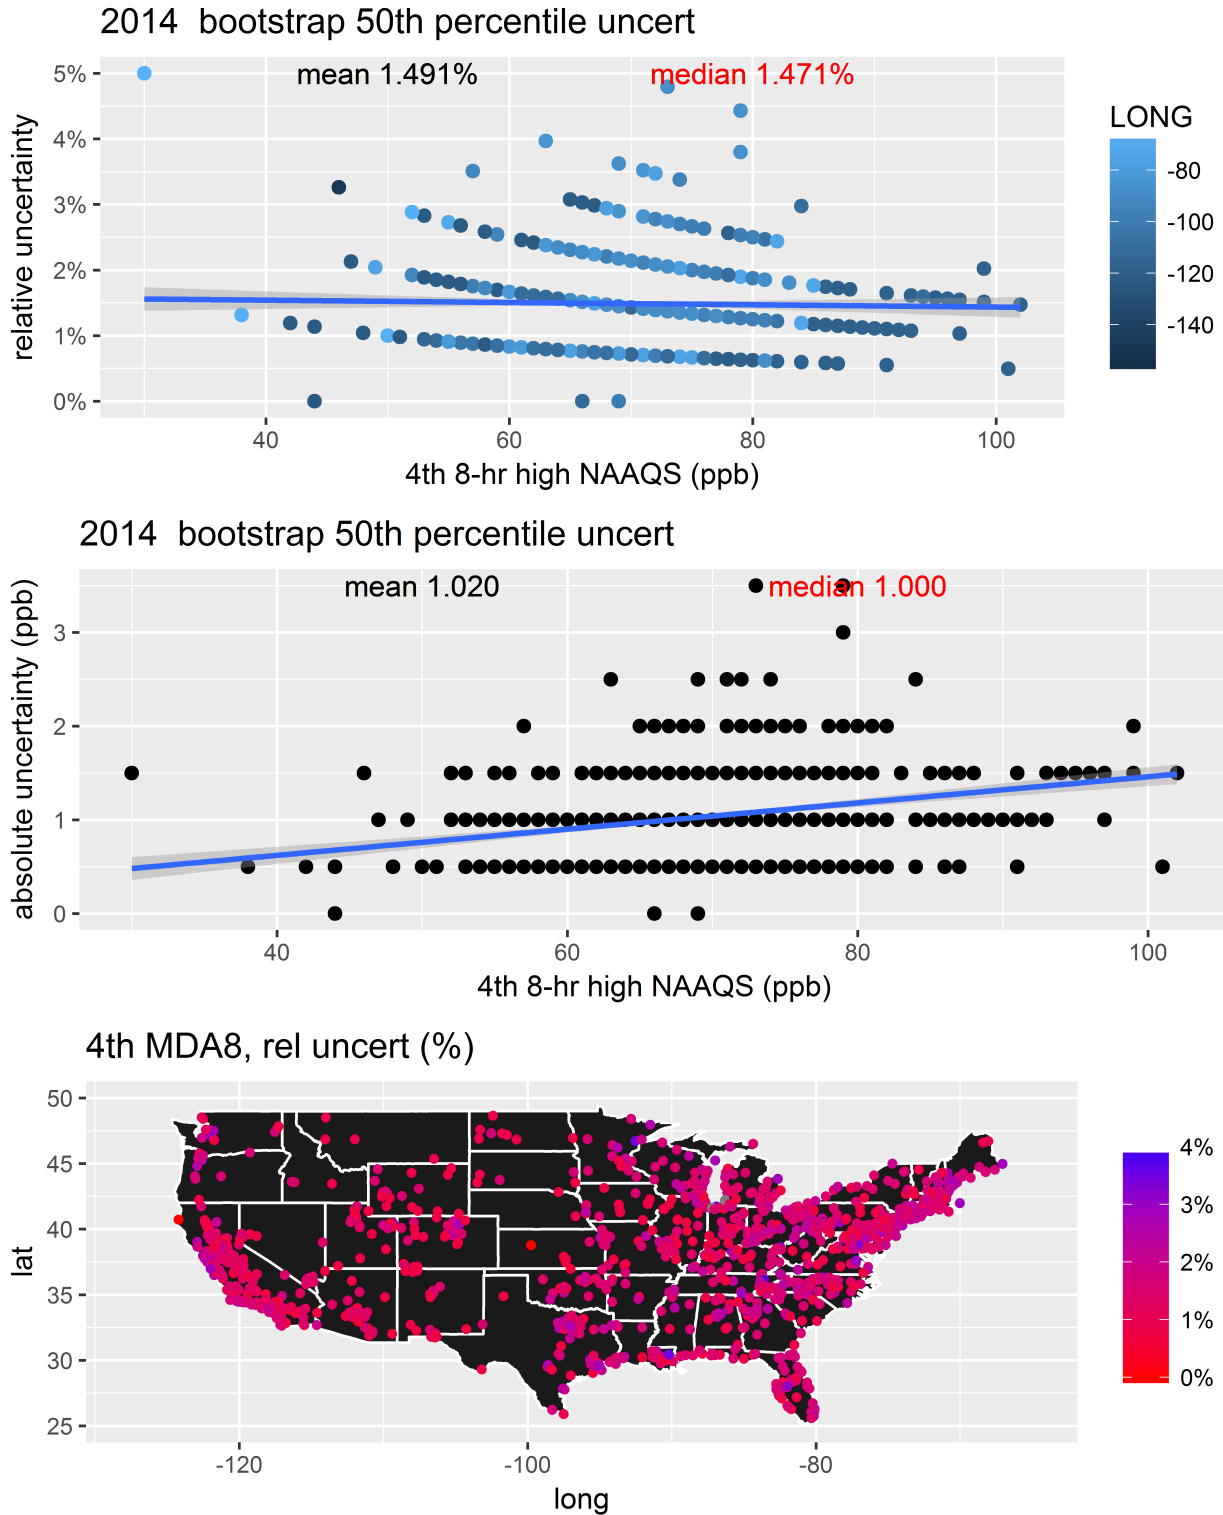 2014  bootstrap 50th percentile uncert
mean 1.491%
median 1.471%
relative uncertainty
5%
4%
3%
2%
1%
0%
40
60
80
100
4th 8-hr high NAAQS (ppb)
LONG
-80
-100
-120
-140
2014  bootstrap 50th percentile uncert
mean 1.020
median 1.000
absolute uncertainty (ppb)
3
2
1
0
40
60
80
100
4th 8-hr high NAAQS (ppb)
4th MDA8, rel uncert (%)
lat
50
45
40
35
30
25
-120
-100
-80
long
4%
3%
2%
1%
0%